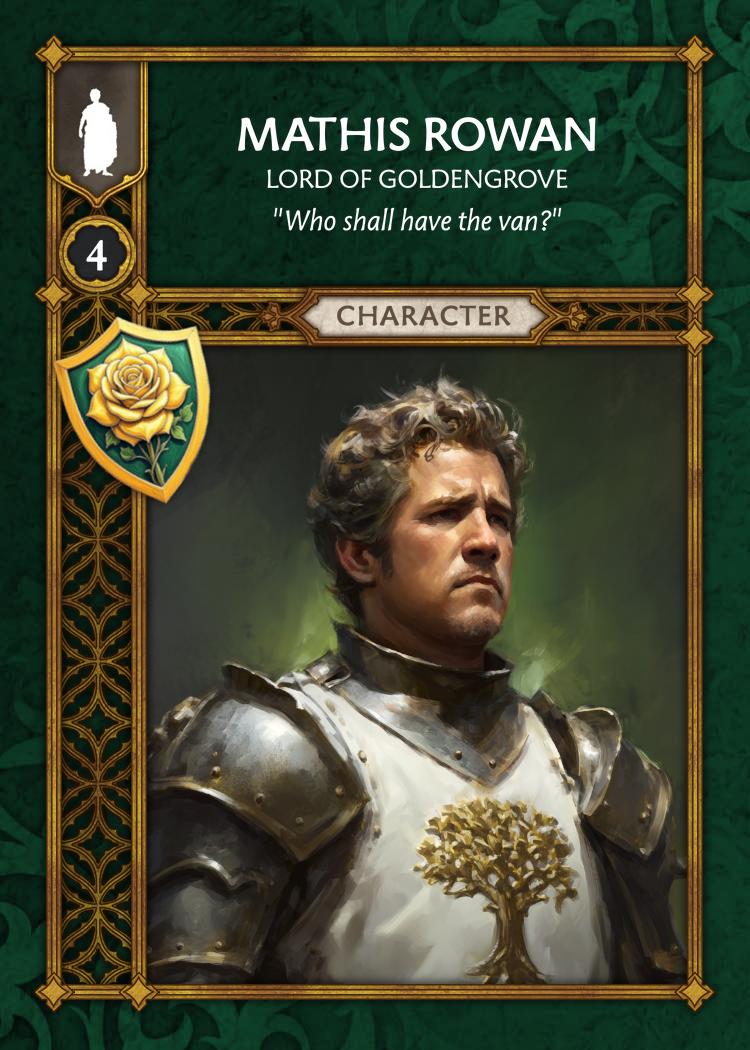 MATHIS ROWAN
LORD OF GOLDENGROVE
"Who shall have the van?"
4
CHARACTER